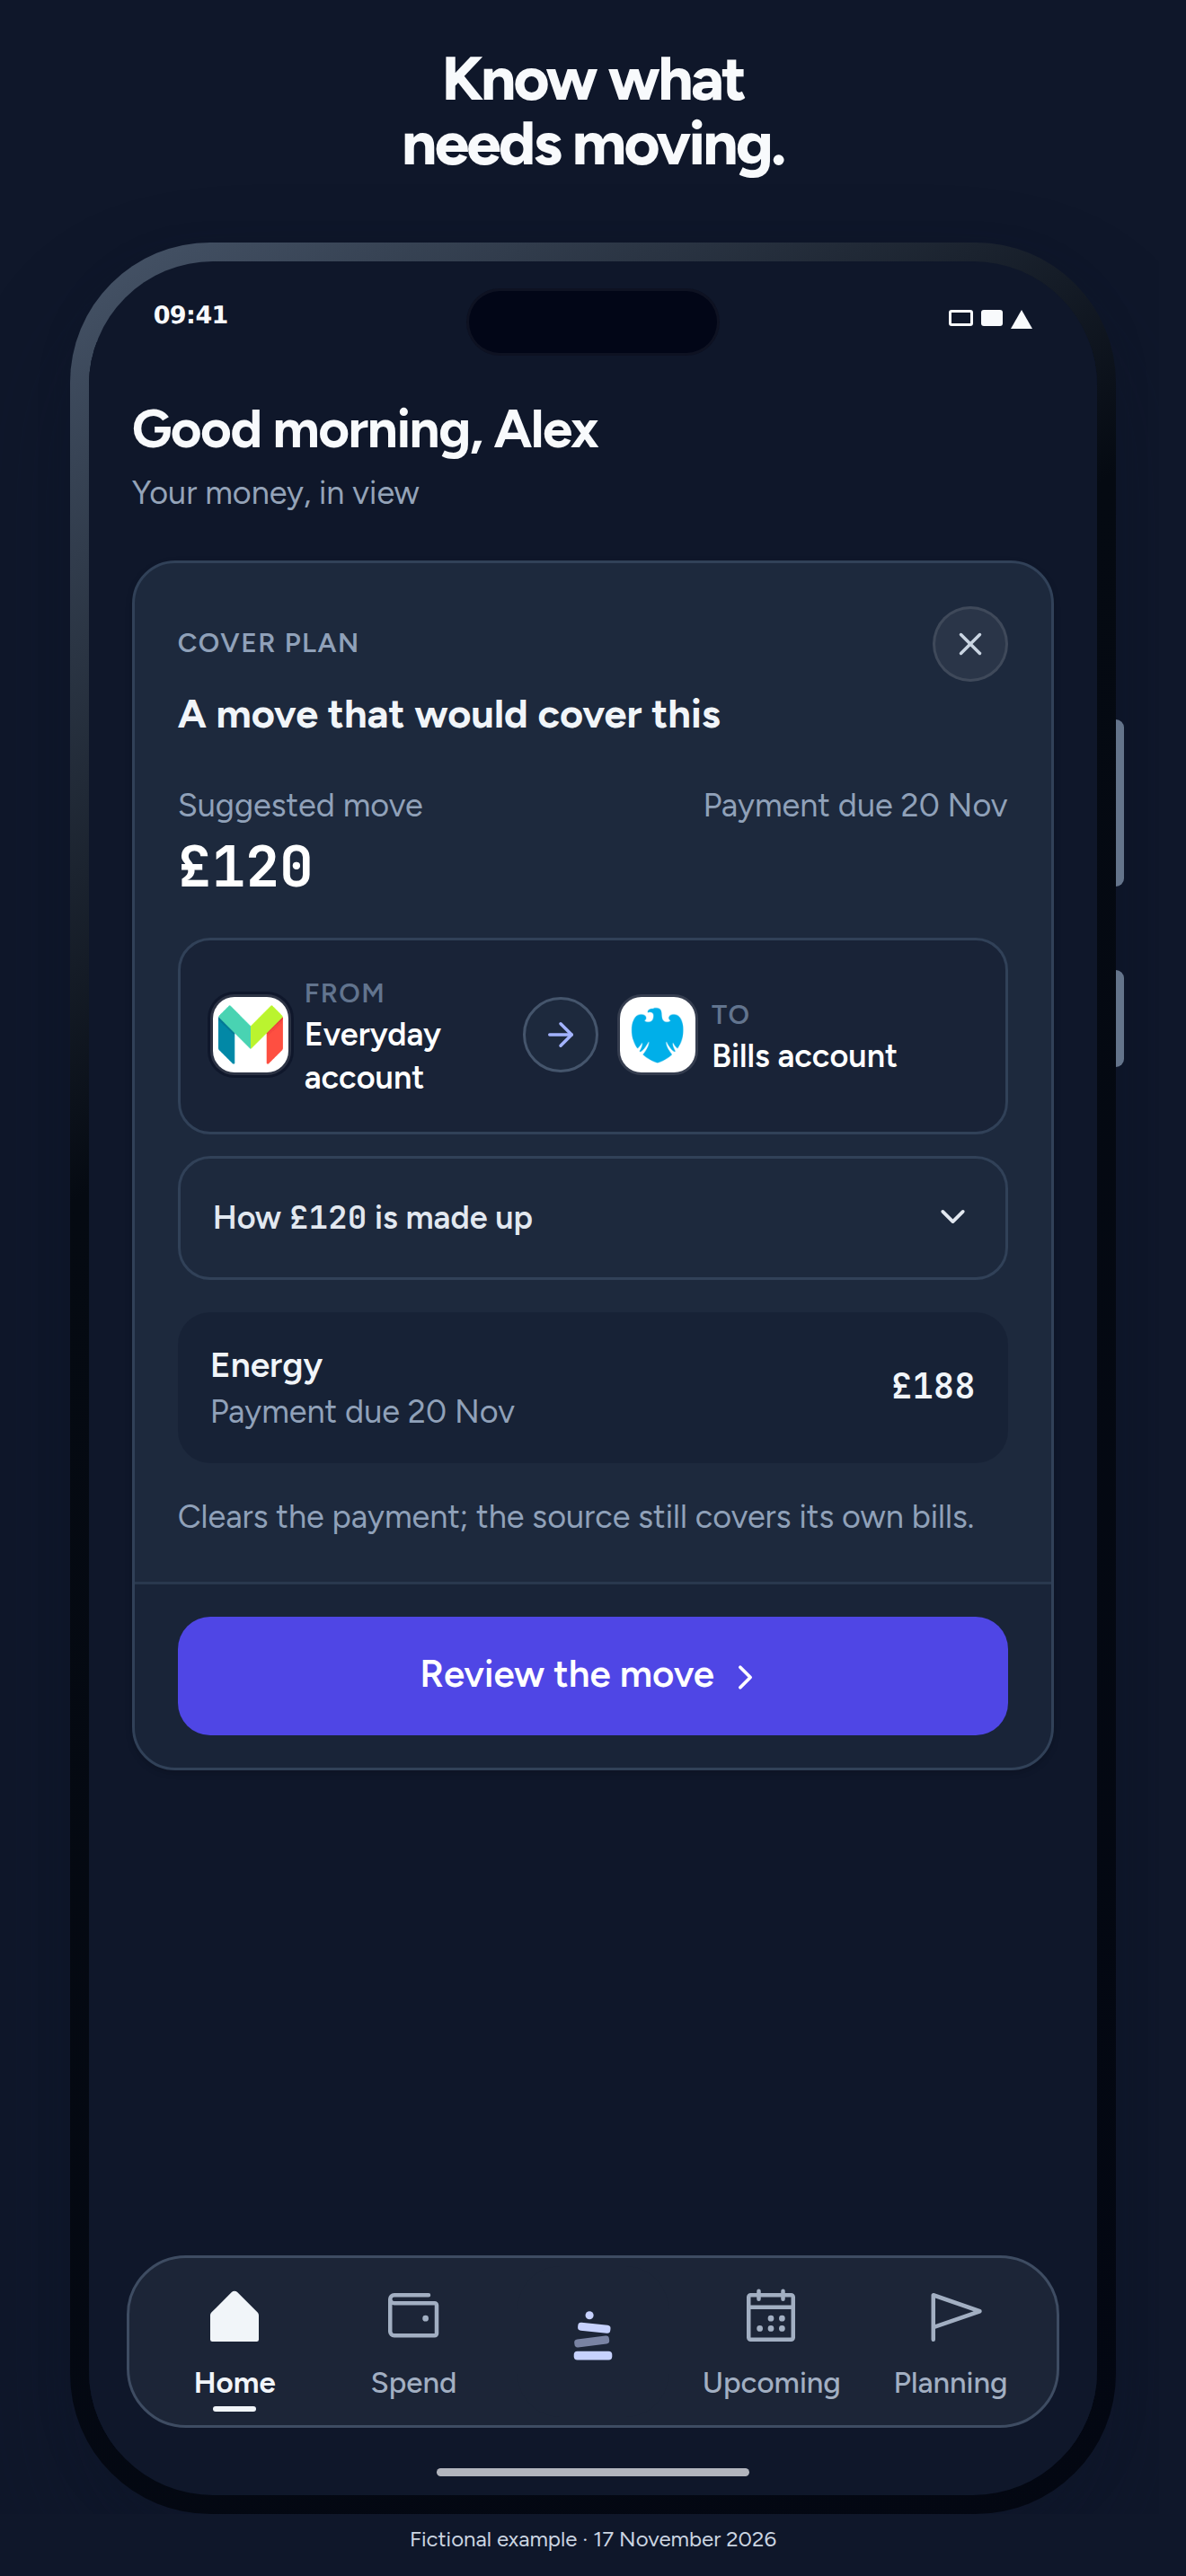 Know what
needs moving.
09:41
Good morning, Alex
Your money, in view
COVER PLAN
A move that would cover this
Suggested move
Payment due 20 Nov
£120
FROM
Everyday
account
TO
Bills account
How £120 is made up
Energy
Payment due 20 Nov
£188
Clears the payment; the source still covers its own bills.
Review the move
Home
Spend
Upcoming
Planning
Fictional example · 17 November 2026